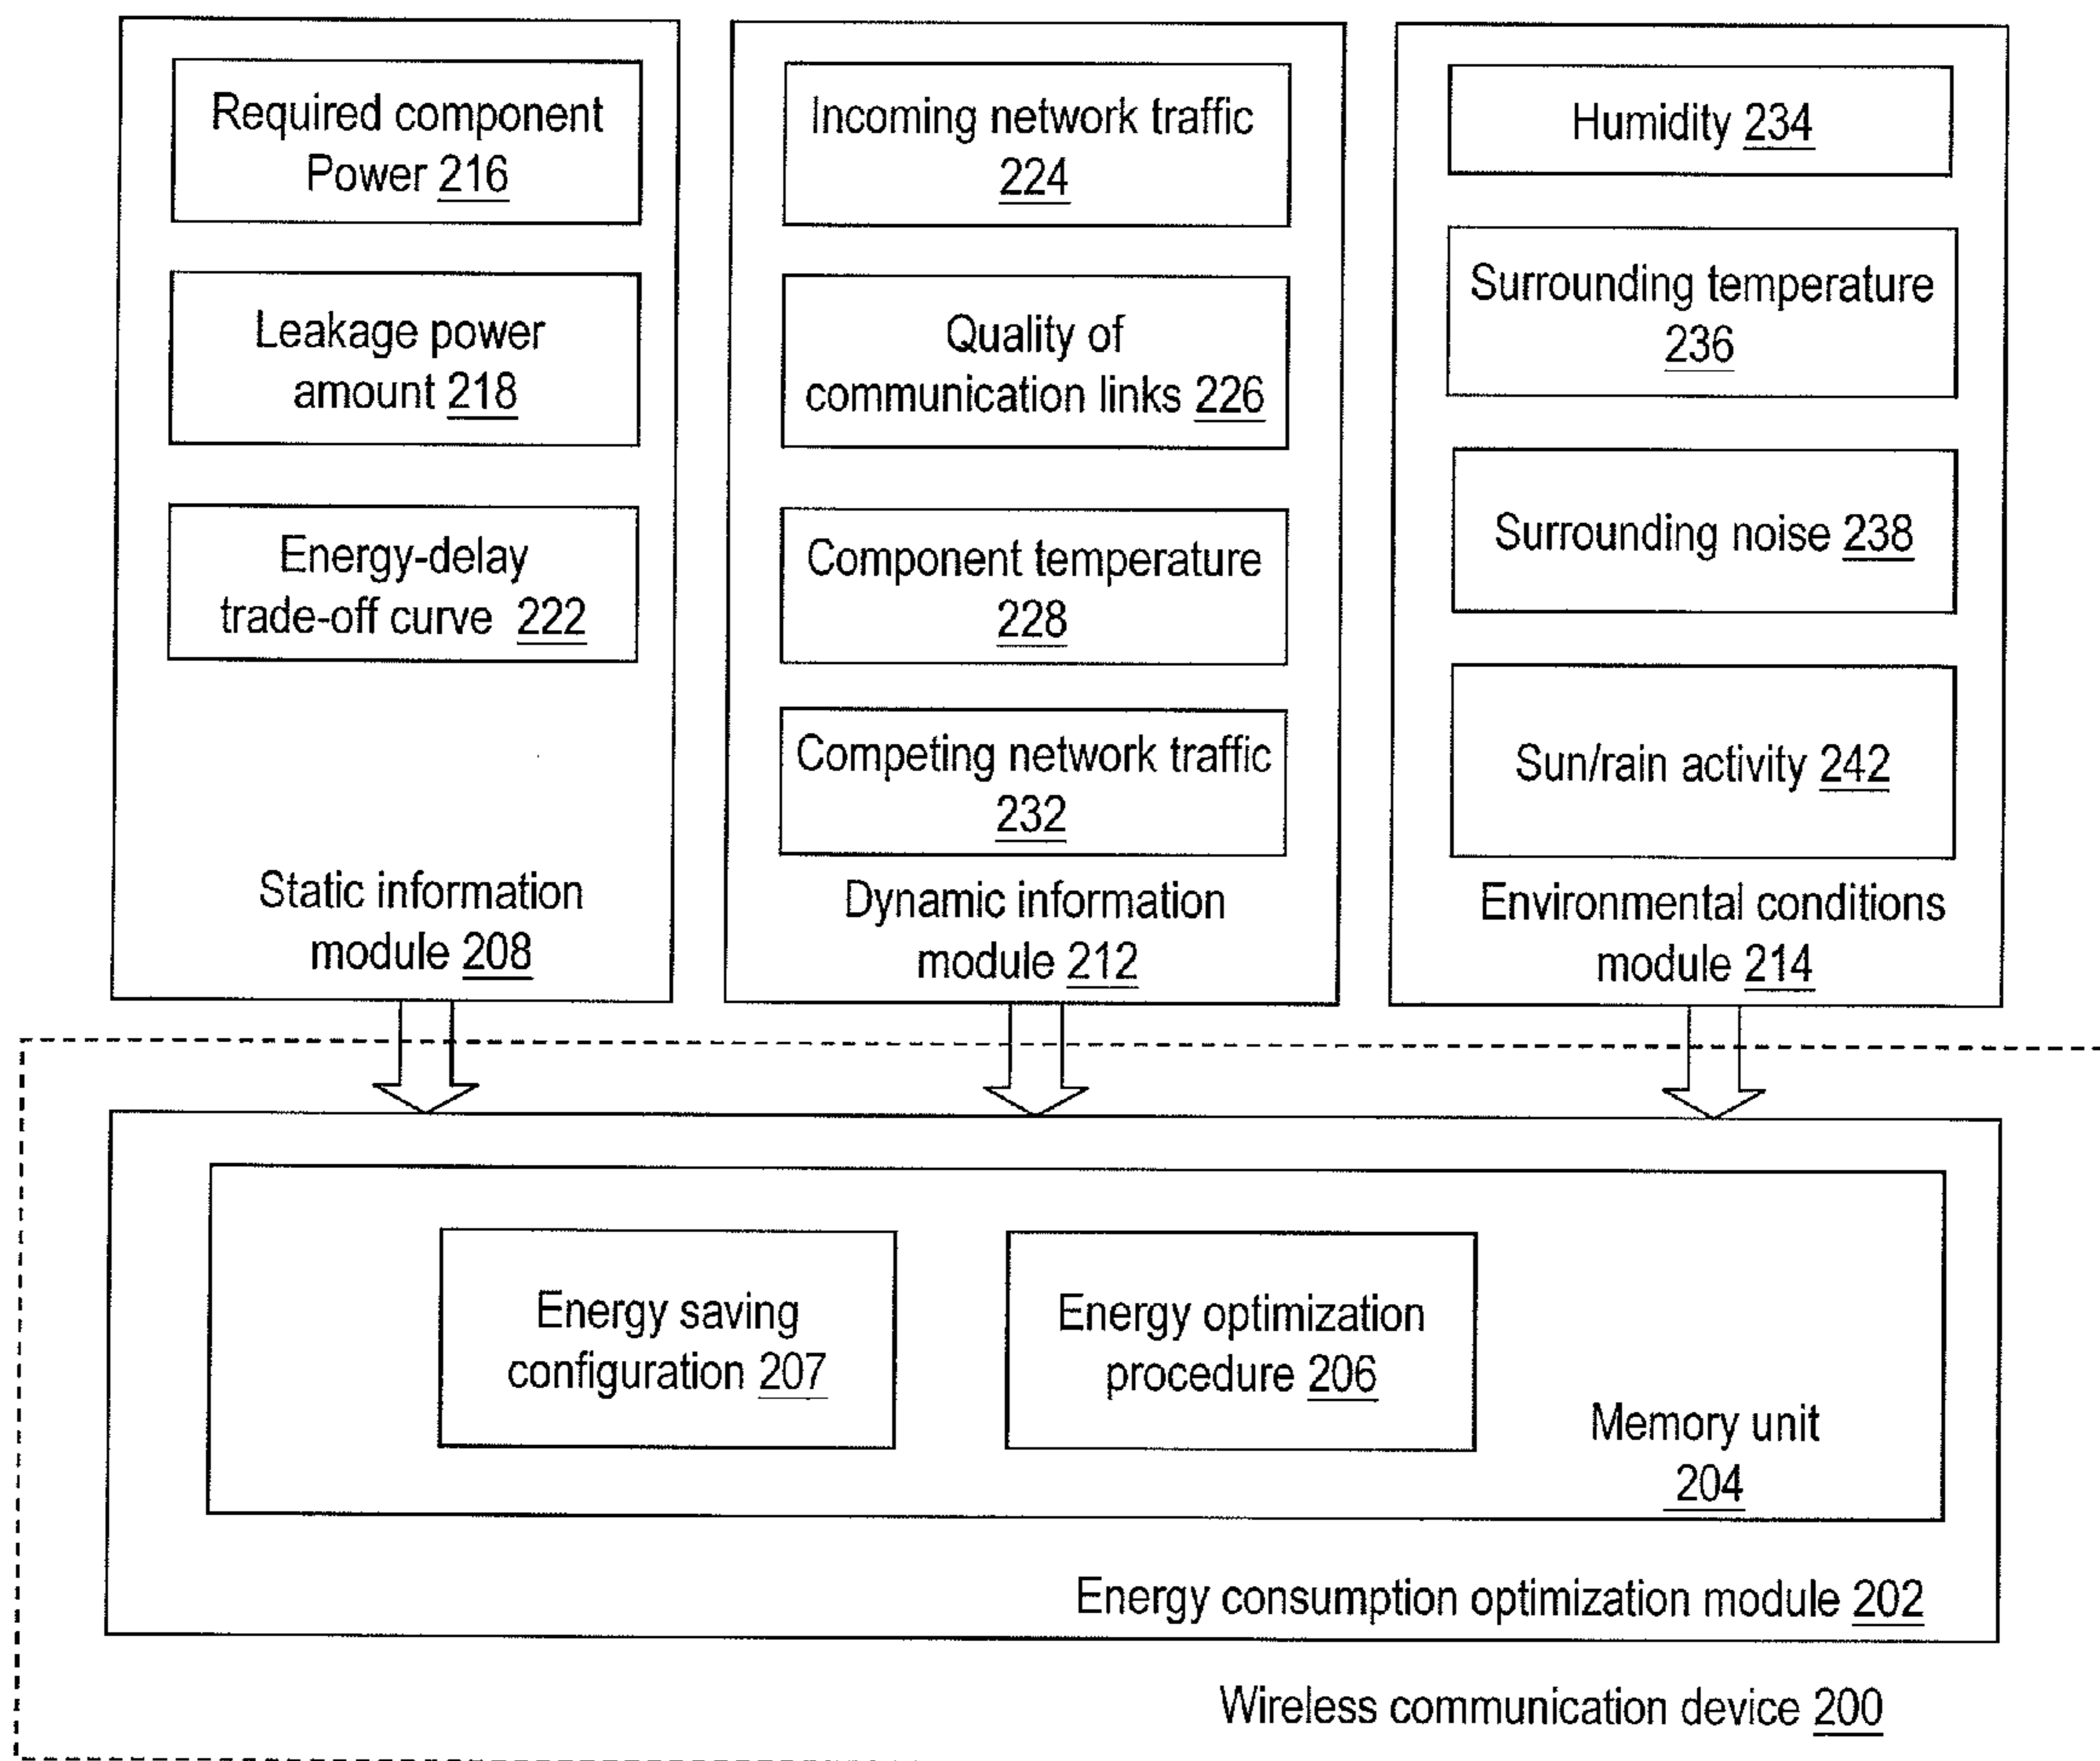 Required component
Power 216
Leakage power
amount 218
Energy-delay
trade-off curve 222
Static information
module 208
Incoming network traffic
224
Quality of
communication links 226
Component temperature
228
Competing network traffic
232
Dynamic information
module 212
Humidity 234
Surrounding temperature
236
Surrounding noise 238
Sun/rain activity 242
Environmental conditions
module 214
Energy saving
configuration 207
Energy optimization
procedure 206
Memory unit
204
Energy consumption optimization module 202
Wireless communication device 200